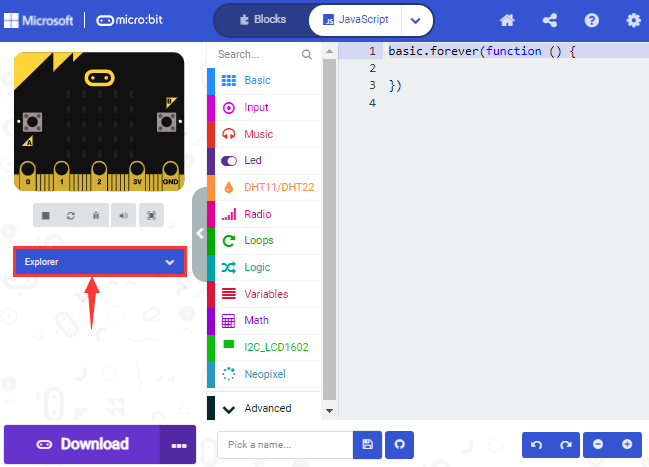 Microsoft
micro:bit
Blocks
JS
JavaScript
?
A
B
0
1
2
3V
GND
Explorer
Search...
Basic
Input
Music
Led
DHT11/DHT22
Radio
Loops
Logic
Variables
Math
I2C_LCD1602
Neopixel
Advanced
1 basic.forever(function () {
2
3 })
4
Download
...
Pick a name...